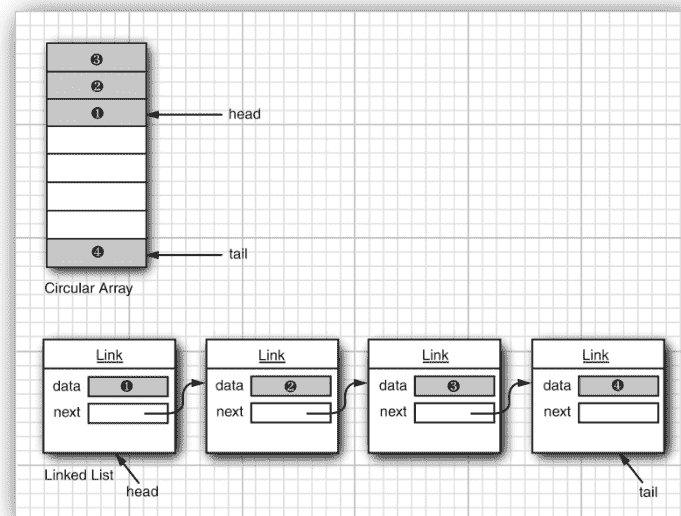 ❸
❷
❶
head
❹
tail
Circular Array
Link
data ❶
next
Link
data ❷
next
Link
data ❸
next
Link
data ❹
next
Linked List
head
tail